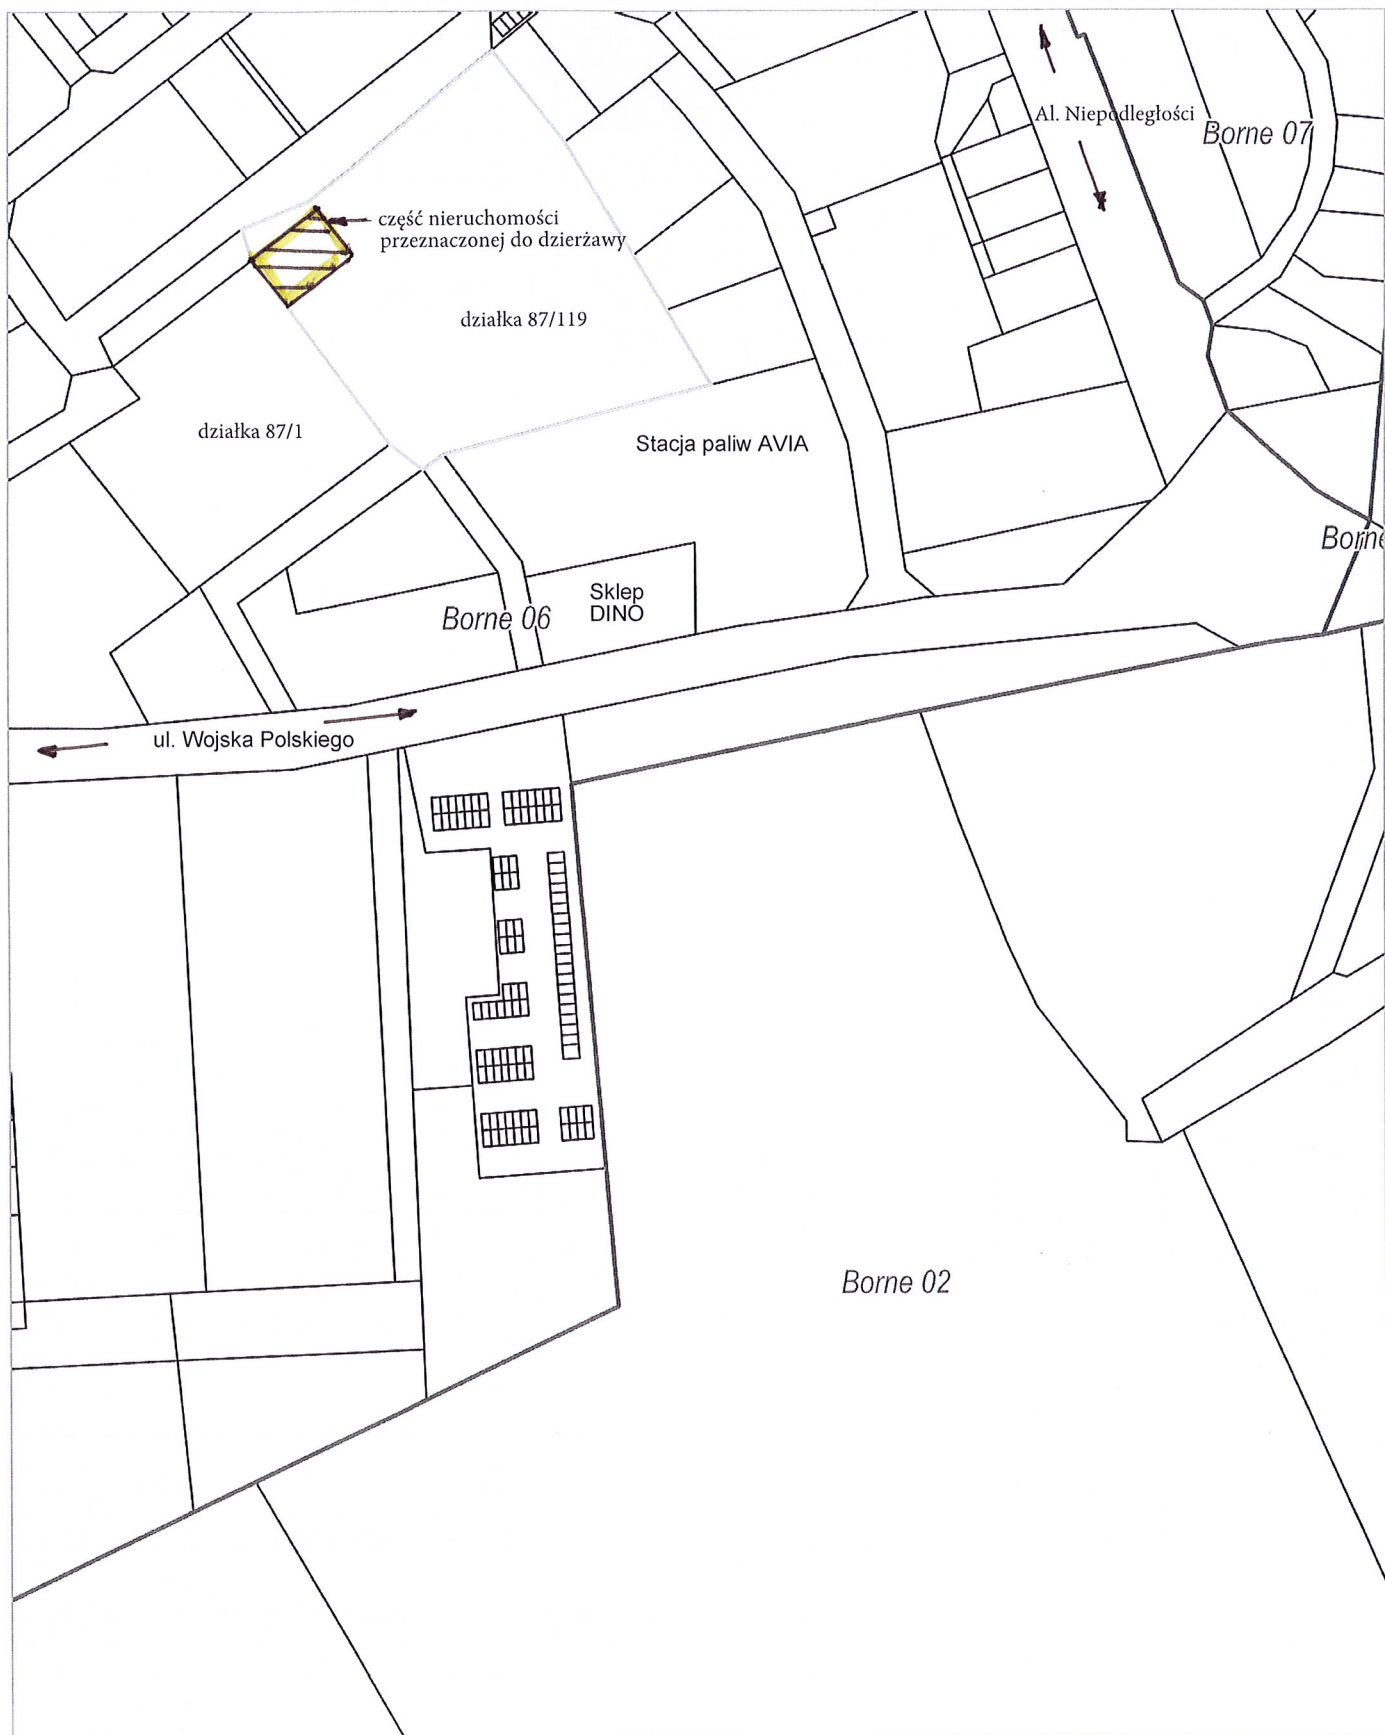 Al. Niepodległości
Borne 07
część nieruchomości
przeznaczonej do dzierżawy
działka 87/119
działka 87/1
Stacja paliw AVIA
Borne
Sklep
DINO
Borne 06
ul. Wojska Polskiego
Borne 02